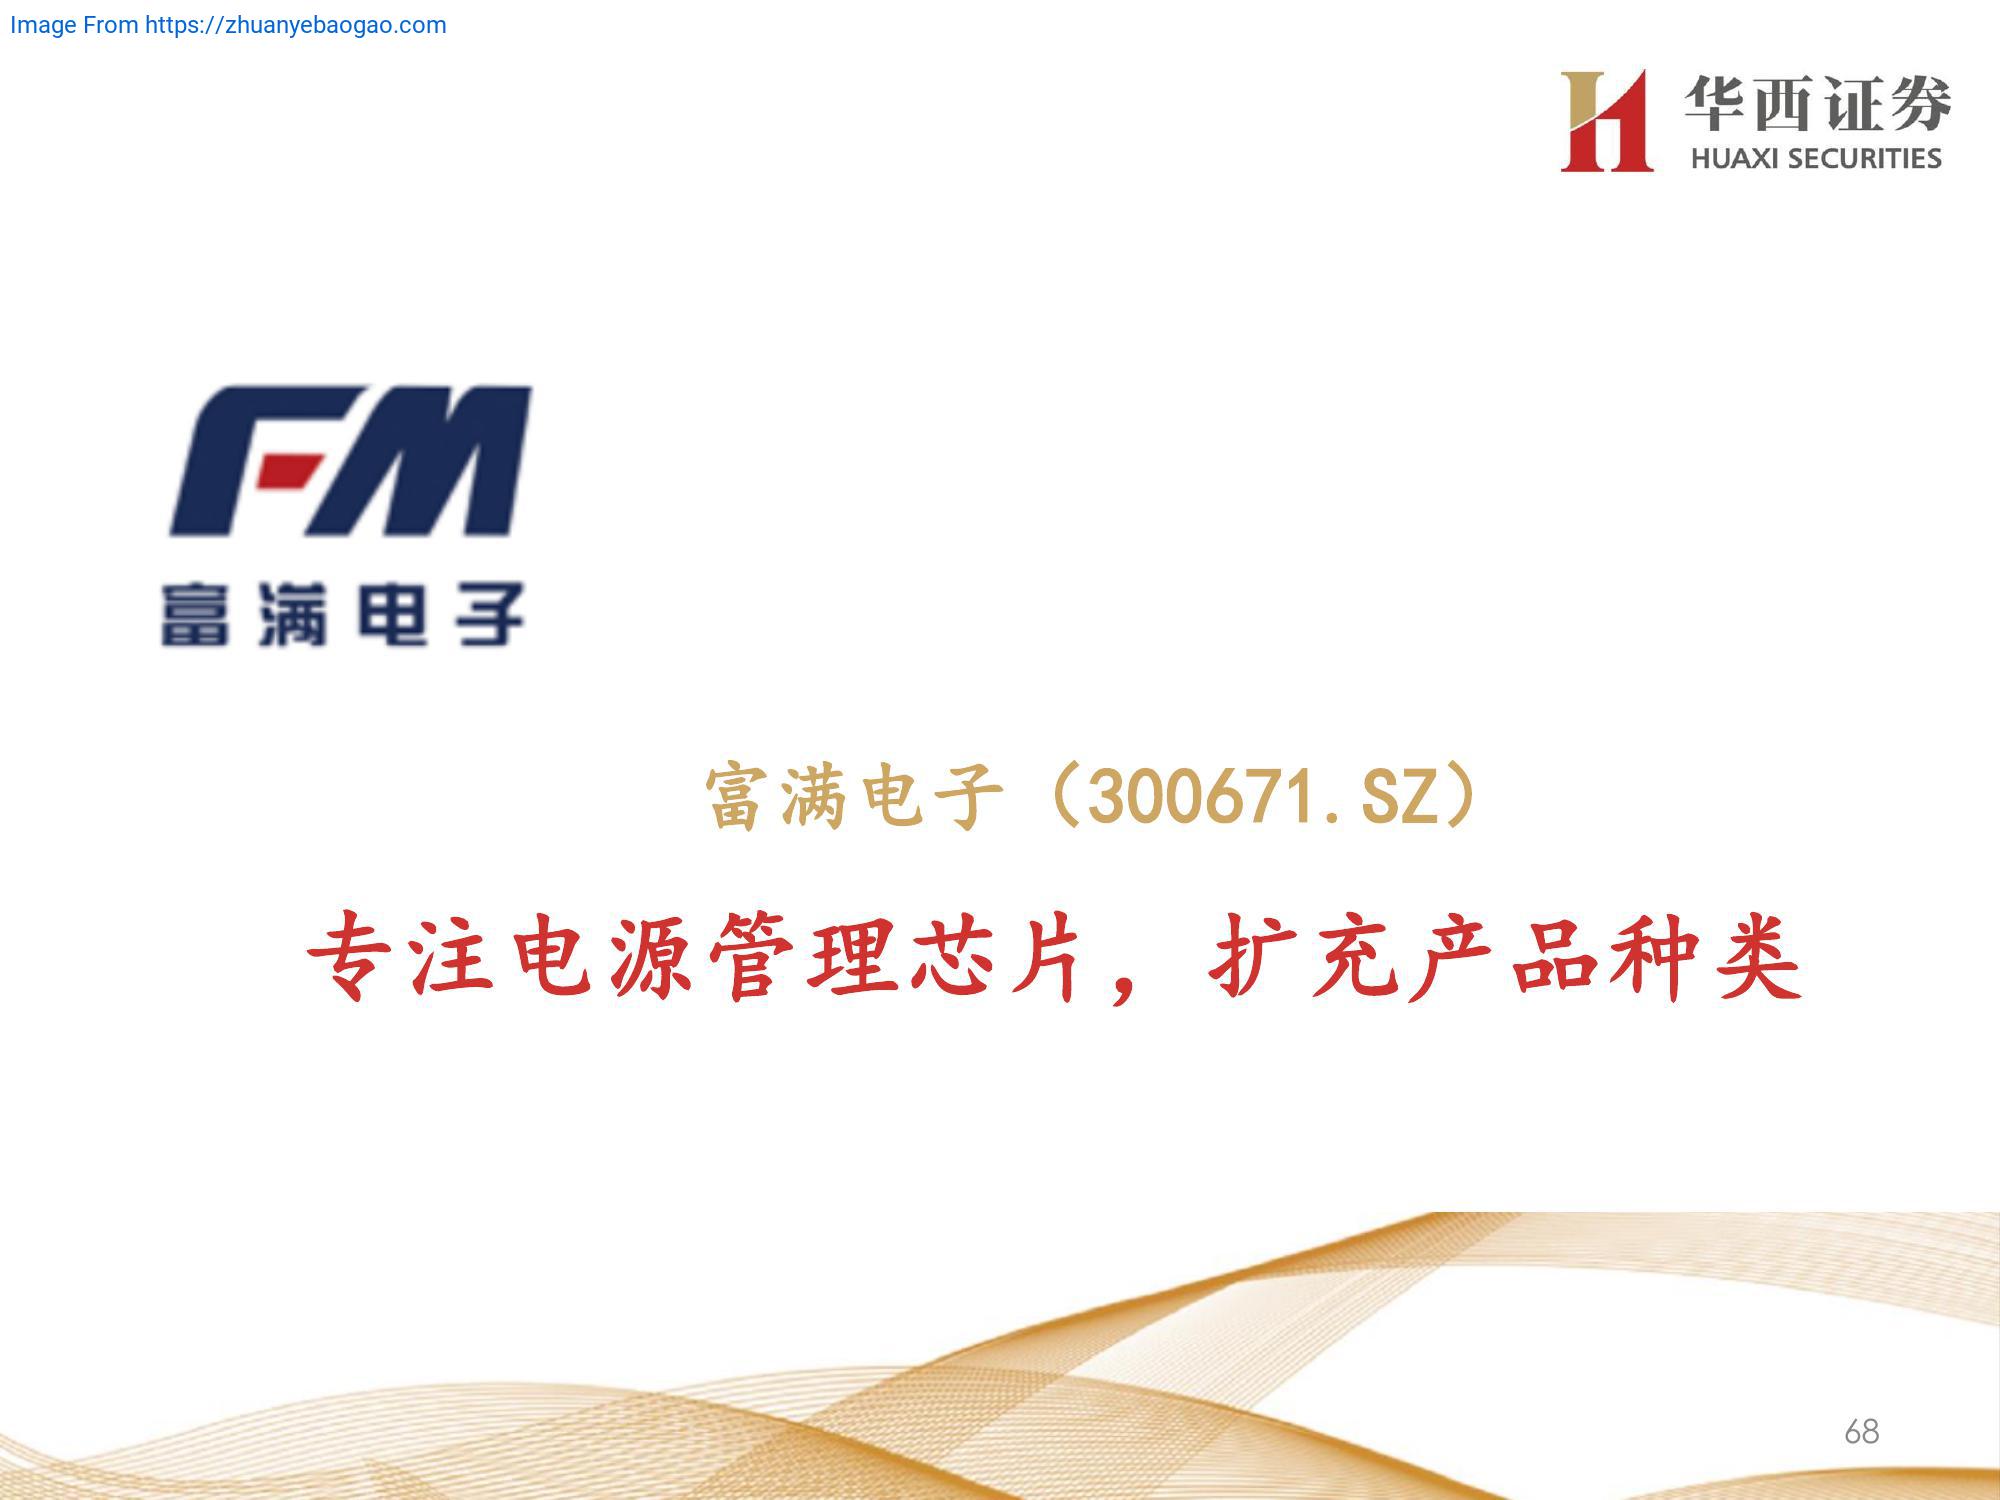 Image From https://zhuanyebaogao.com
华西证券
HUAXI SECURITIES
FM
富满电子
富满电子（300671.SZ）
专注电源管理芯片，扩充产品种类
68